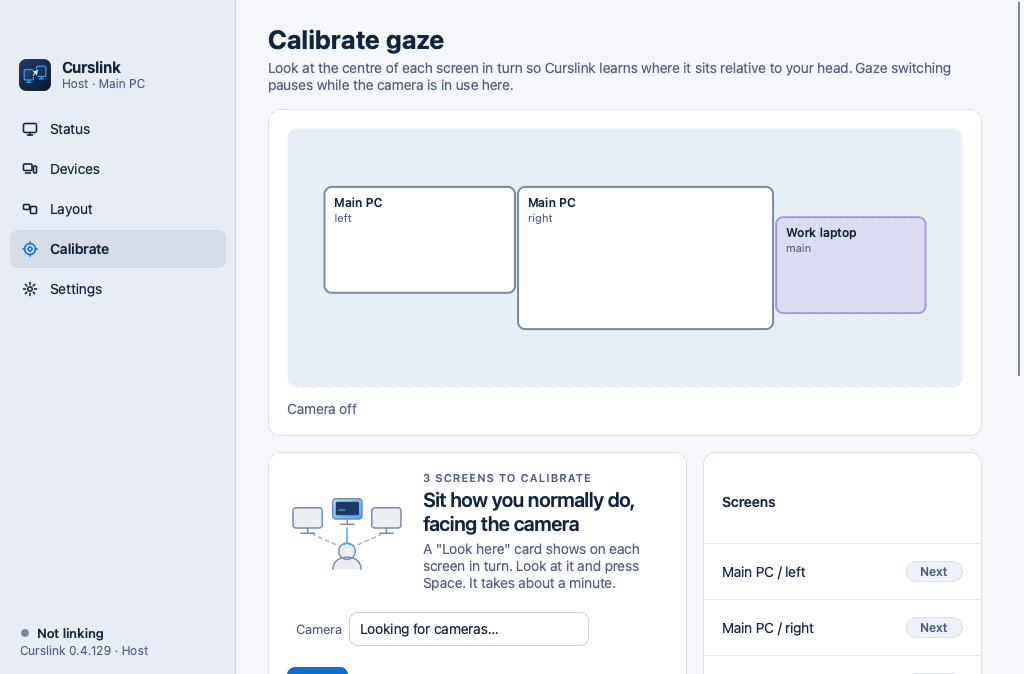 Curslink
Host · Main PC
Status
Devices
Layout
Calibrate
Settings
Not linking
Curslink 0.4.129 · Host
Calibrate gaze
Look at the centre of each screen in turn so Curslink learns where it sits relative to your head. Gaze switching
pauses while the camera is in use here.
Main PC
left
Main PC
right
Work laptop
main
Camera off
3 SCREENS TO CALIBRATE
Sit how you normally do,
facing the camera
A "Look here" card shows on each
screen in turn. Look at it and press
Space. It takes about a minute.
Camera Looking for cameras...
Screens
Main PC / left Next
Main PC / right Next